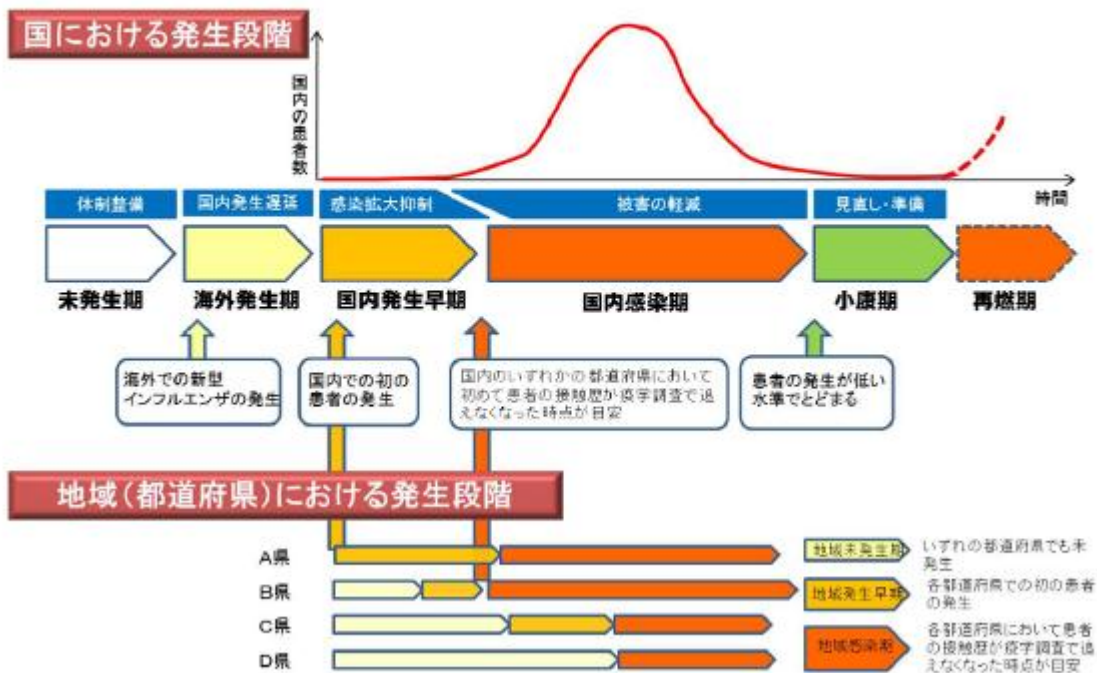 国における発生段階
国内の患者数
時間
体制整備
国内発生遅延
感染拡大抑制
被害の軽減
見直し・準備
未発生期
海外発生期
国内発生早期
国内感染期
小康期
再燃期
海外での新型
インフルエンザの発生
国内での初の
患者の発生
国内のいずれかの都道府県において
初めて患者の接触歴が疫学調査で追
えなくなった時点が目安
患者の発生が低い
水準でとどまる
地域(都道府県)における発生段階
A県
B県
C県
D県
地域未発生期
いずれの都道府県でも未
発生
地域発生早期
各都道府県での初の患者
の発生
地域感染期
各都道府県において患者
の接触歴が疫学調査で追
えなくなった時点が目安